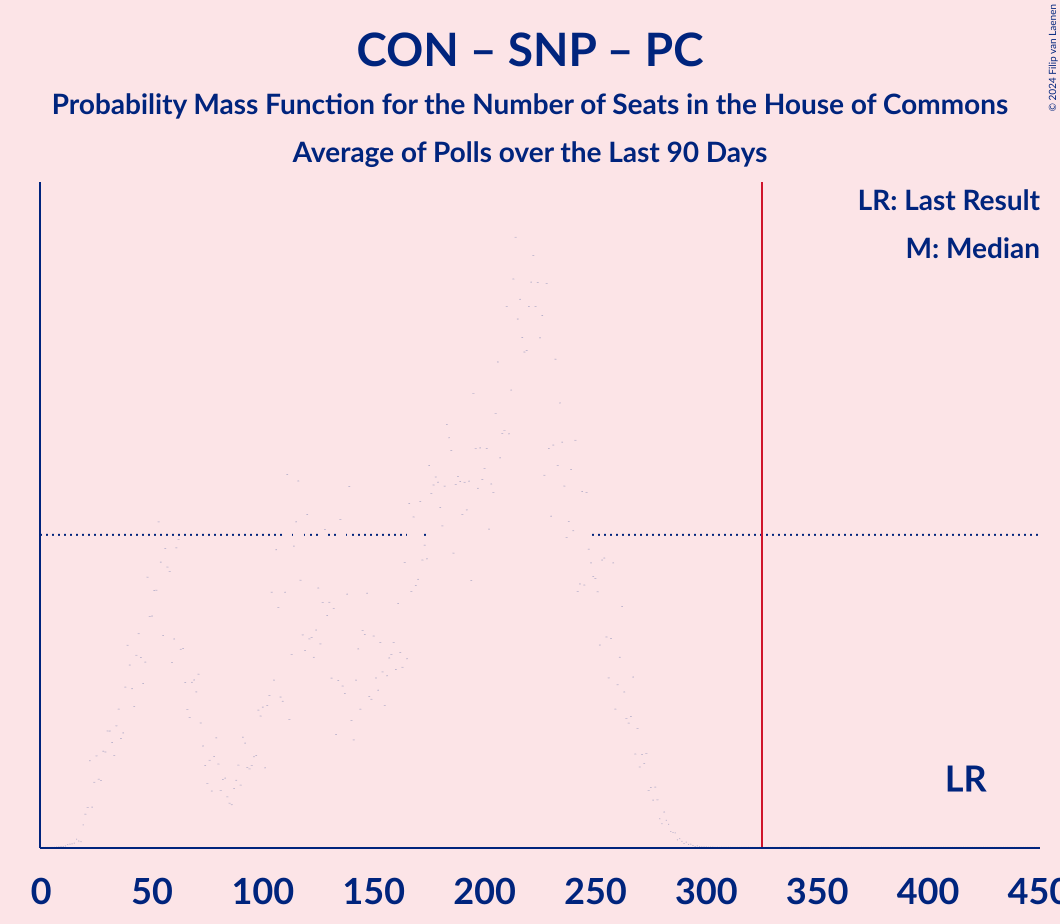 CON – SNP – PC
Probability Mass Function for the Number of Seats in the House of Commons
Average of Polls over the Last 90 Days
© 2024 Filip van Laenen
LR: Last Result
M: Median
LR
0 50 100 150 200 250 300 350 400 450